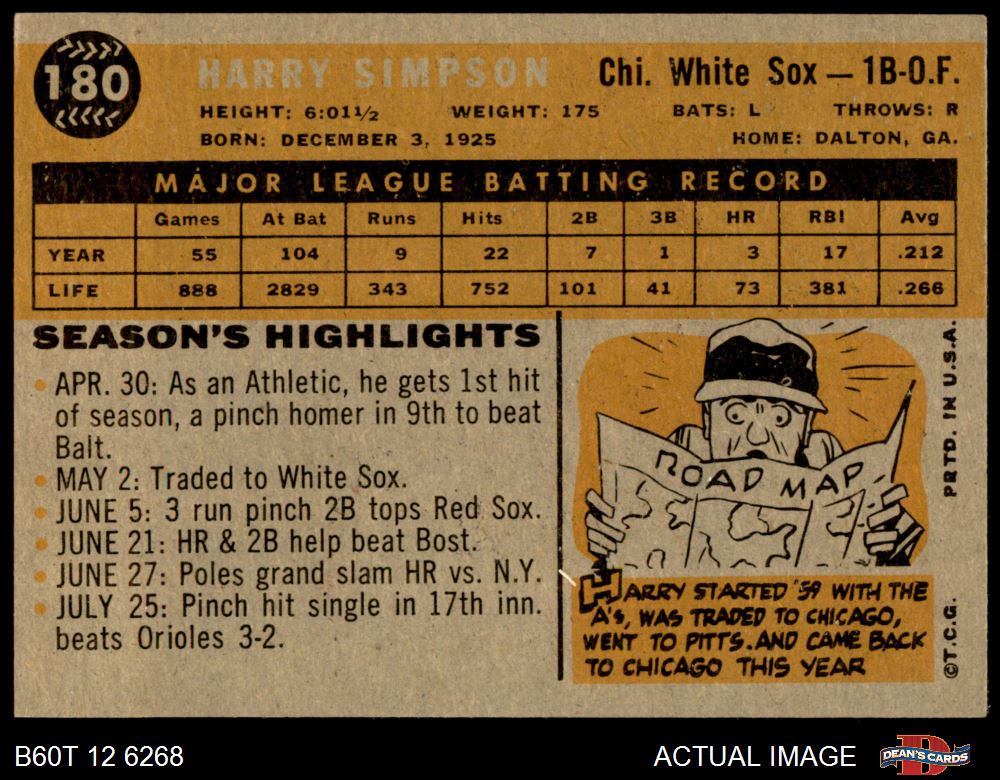 180
HARRY SIMPSON
Chi. White Sox — 1B-O.F.
HEIGHT: 6:01½ WEIGHT: 175 BATS: L THROWS: R
BORN: DECEMBER 3, 1925 HOME: DALTON, GA.
MAJOR LEAGUE BATTING RECORD
Games At Bat Runs Hits 2B 3B HR RBI Avg
YEAR 55 104 9 22 7 1 3 17 .212
LIFE 888 2829 343 752 101 41 73 381 .266
SEASON'S HIGHLIGHTS
APR. 30: As an Athletic, he gets 1st hit
of season, a pinch homer in 9th to beat
Balt.
MAY 2: Traded to White Sox.
JUNE 5: 3 run pinch 2B tops Red Sox.
JUNE 21: HR & 2B help beat Bost.
JUNE 27: Poles grand slam HR vs. N.Y.
JULY 25: Pinch hit single in 17th inn.
beats Orioles 3-2.
ROAD MAP
HARRY STARTED '59 WITH THE
A's, WAS TRADED TO CHICAGO,
WENT TO PITTS. AND CAME BACK
TO CHICAGO THIS YEAR
©T.C.G. PRTD. IN U.S.A.
B60T 12 6268
ACTUAL IMAGE
DEAN'S CARDS